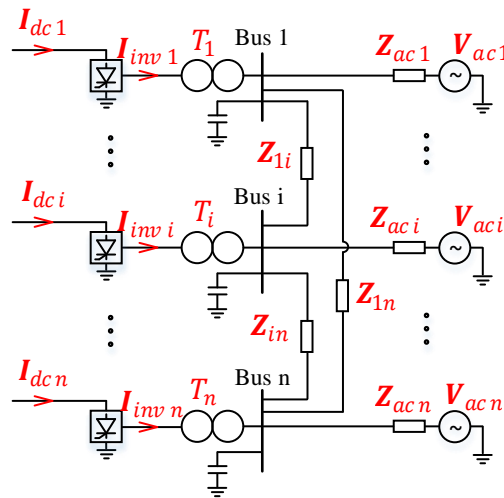 I_dc 1
I_inv 1
T_1
Bus 1
Z_ac 1
V_ac 1
Z_1i
I_dc i
I_inv i
T_i
Bus i
Z_ac i
V_ac i
Z_in
Z_1n
I_dc n
I_inv n
T_n
Bus n
Z_ac n
V_ac n